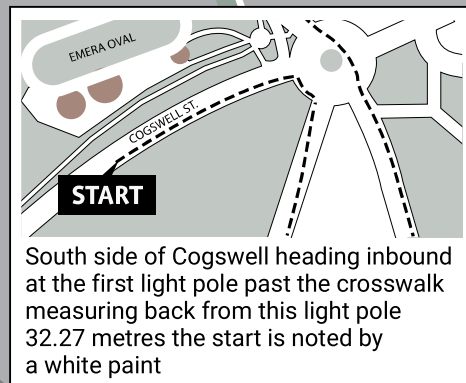 EMERA OVAL
COGSWELL ST.
START
South side of Cogswell heading inbound
at the first light pole past the crosswalk
measuring back from this light pole
32.27 metres the start is noted by
a white paint